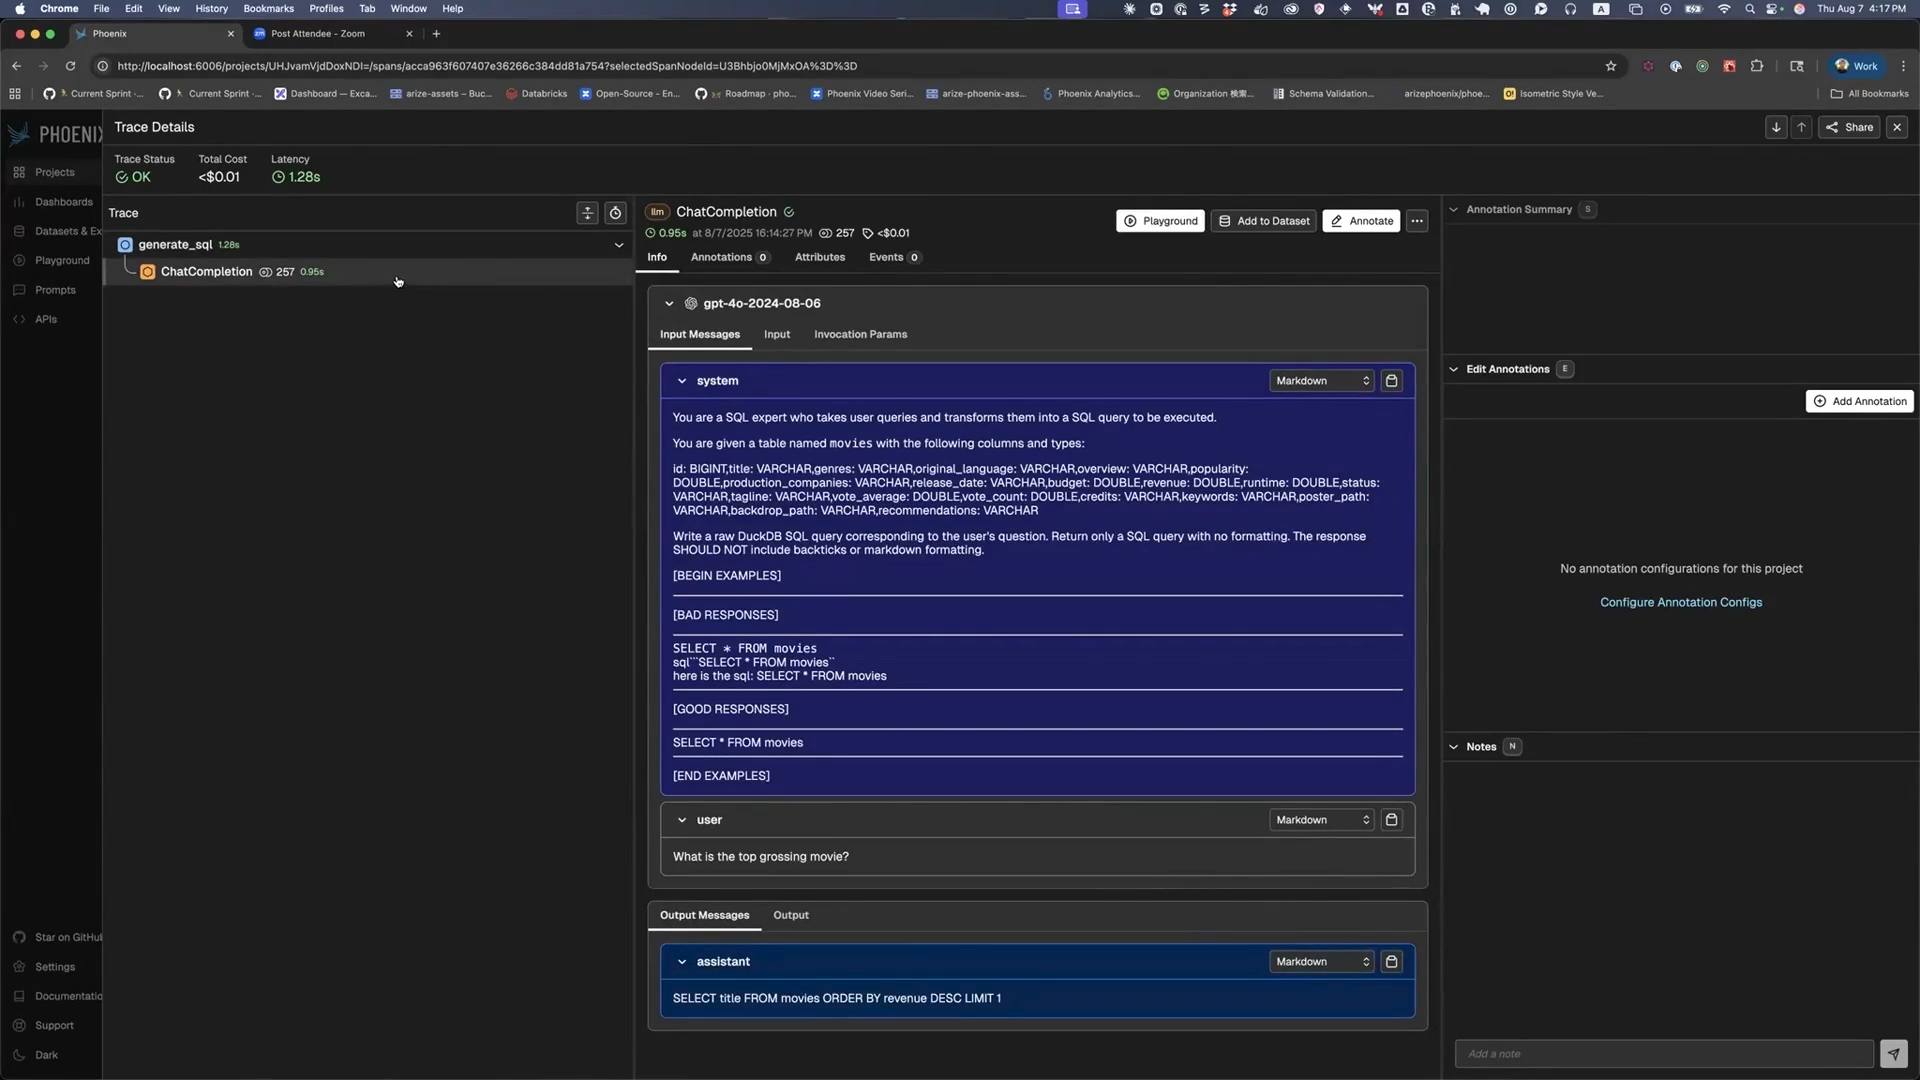 Chrome File Edit View History Bookmarks Profiles Tab Window Help
Thu Aug 7 4:17 PM
Phoenix
Post Attendee - Zoom
http://localhost:6006/projects/UHJvamVjdDoxNDI=/spans/acca963f607407e36266c384dd81a754?selectedSpanNodeId=U3Bhbjo0MjMxOA%3D%3D
Work
Current Sprint -...
Current Sprint -...
Dashboard — Exca...
arize-assets – Buc...
Databricks
Open-Source - En...
Roadmap · pho...
Phoenix Video Seri...
arize-phoenix-ass...
Phoenix Analytics...
Organization 検索...
Schema Validation...
arizephoenix/phoe...
Isometric Style Ve...
All Bookmarks
PHOENIX
Trace Details
Share
Trace Status
OK
Total Cost
<$0.01
Latency
1.28s
Projects
Dashboards
Datasets & Ex
Playground
Prompts
APIs
Star on GitHub
Settings
Documentatio
Support
Dark
Trace
generate_sql 1.28s
ChatCompletion 257 0.95s
llm ChatCompletion
0.95s at 8/7/2025 16:14:27 PM 257 <$0.01
Playground
Add to Dataset
Annotate
Info
Annotations 0
Attributes
Events 0
gpt-4o-2024-08-06
Input Messages
Input
Invocation Params
system
Markdown
You are a SQL expert who takes user queries and transforms them into a SQL query to be executed.
You are given a table named movies with the following columns and types:
id: BIGINT,title: VARCHAR,genres: VARCHAR,original_language: VARCHAR,overview: VARCHAR,popularity:
DOUBLE,production_companies: VARCHAR,release_date: VARCHAR,budget: DOUBLE,revenue: DOUBLE,runtime: DOUBLE,status:
VARCHAR,tagline: VARCHAR,vote_average: DOUBLE,vote_count: DOUBLE,credits: VARCHAR,keywords: VARCHAR,poster_path:
VARCHAR,backdrop_path: VARCHAR,recommendations: VARCHAR
Write a raw DuckDB SQL query corresponding to the user's question. Return only a SQL query with no formatting. The response
SHOULD NOT include backticks or markdown formatting.
[BEGIN EXAMPLES]
[BAD RESPONSES]
SELECT * FROM movies
sql```SELECT * FROM movies``
here is the sql: SELECT * FROM movies
[GOOD RESPONSES]
SELECT * FROM movies
[END EXAMPLES]
user
Markdown
What is the top grossing movie?
Output Messages
Output
assistant
Markdown
SELECT title FROM movies ORDER BY revenue DESC LIMIT 1
Annotation Summary S
Edit Annotations E
Add Annotation
No annotation configurations for this project
Configure Annotation Configs
Notes N
Add a note